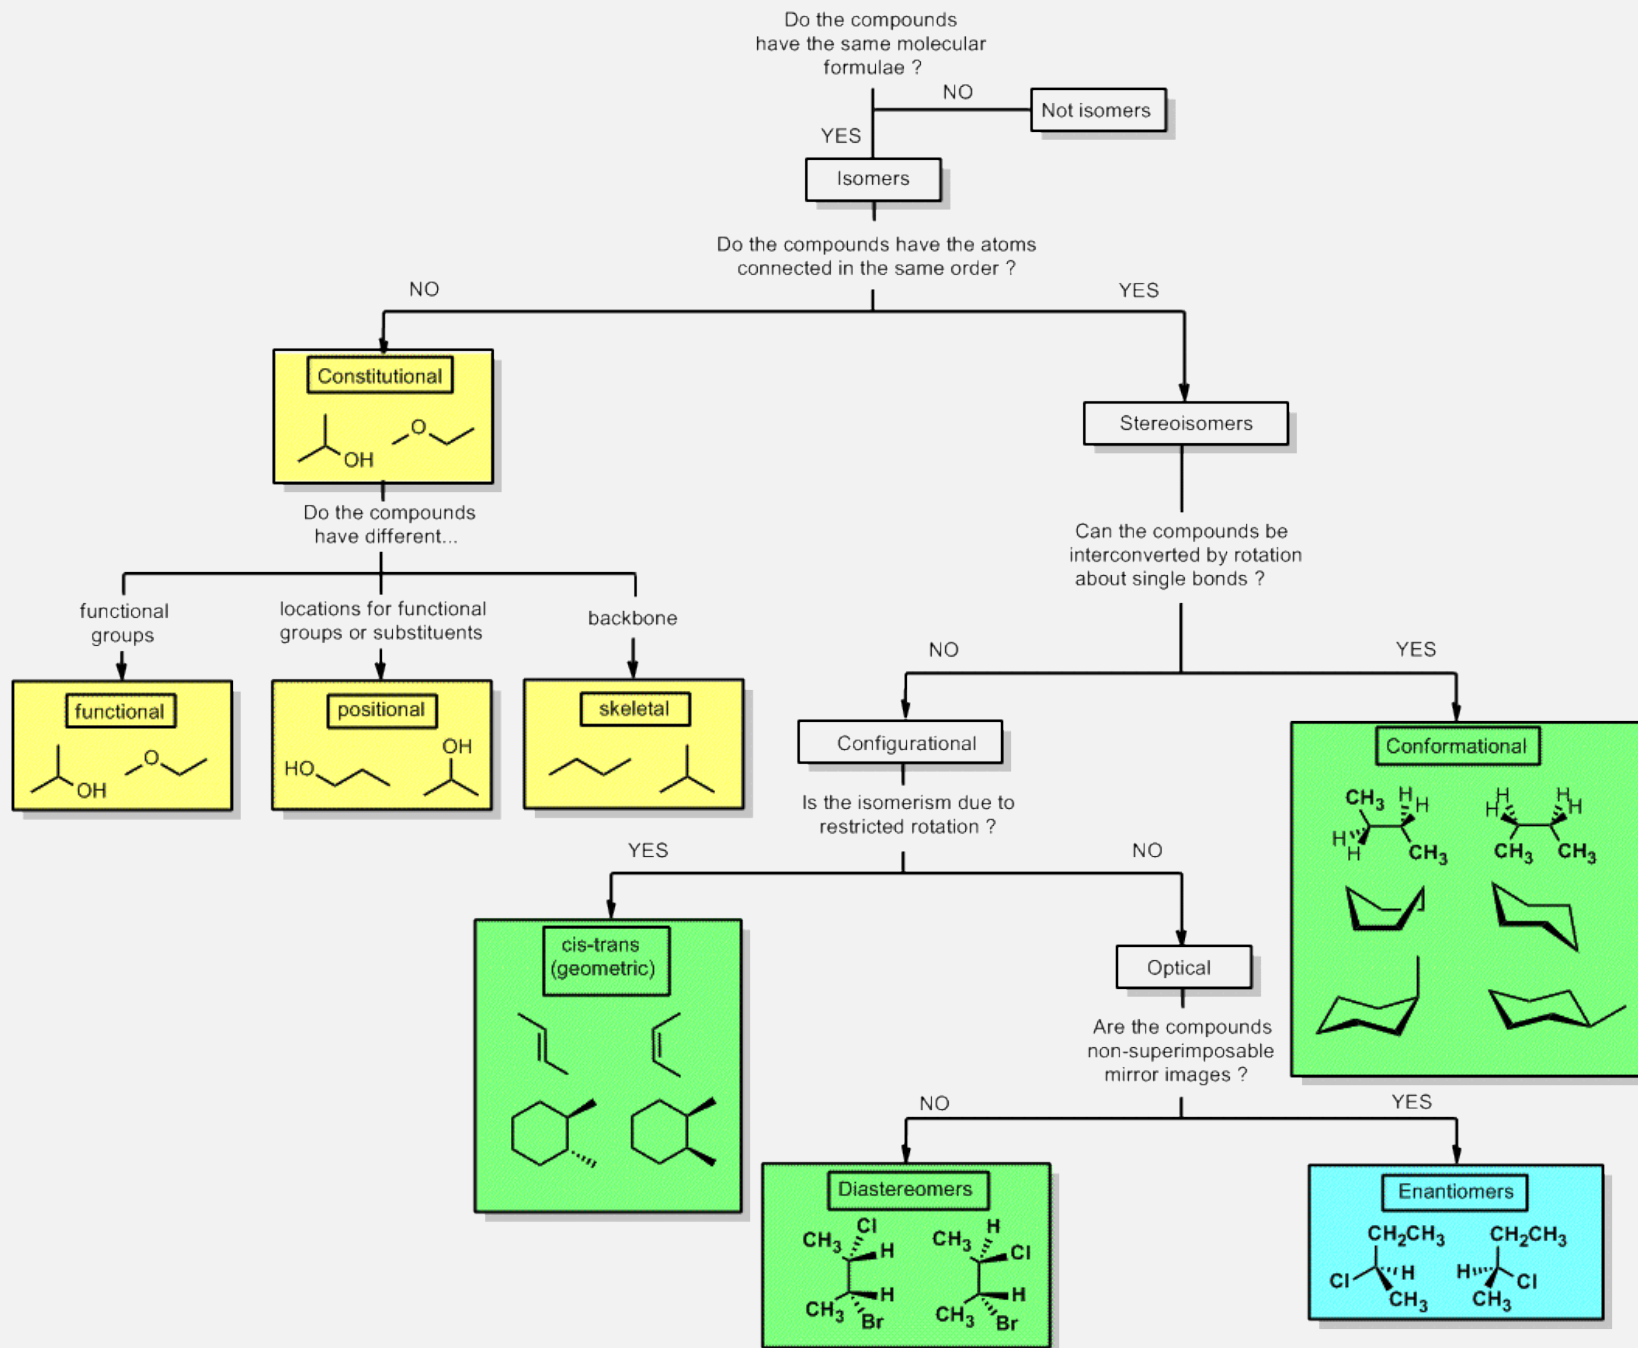 Do the compounds
have the same molecular
formulae ?
NO
Not isomers
YES
Isomers
Do the compounds have the atoms
connected in the same order ?
NO
YES
Constitutional
OH
O
Do the compounds
have different...
functional
groups
locations for functional
groups or substituents
backbone
functional
OH
O
positional
HO
OH
skeletal
Stereoisomers
Can the compounds be
interconverted by rotation
about single bonds ?
NO
YES
Configurational
Is the isomerism due to
restricted rotation ?
YES
NO
Conformational
CH3 H H
H H CH3
H H H
CH3 CH3
cis-trans
(geometric)
Optical
Are the compounds
non-superimposable
mirror images ?
NO
YES
Diastereomers
Cl
CH3 H
H
CH3 Br
H
CH3 Cl
H
CH3 Br
Enantiomers
CH2CH3
Cl H
CH3
CH2CH3
H Cl
CH3